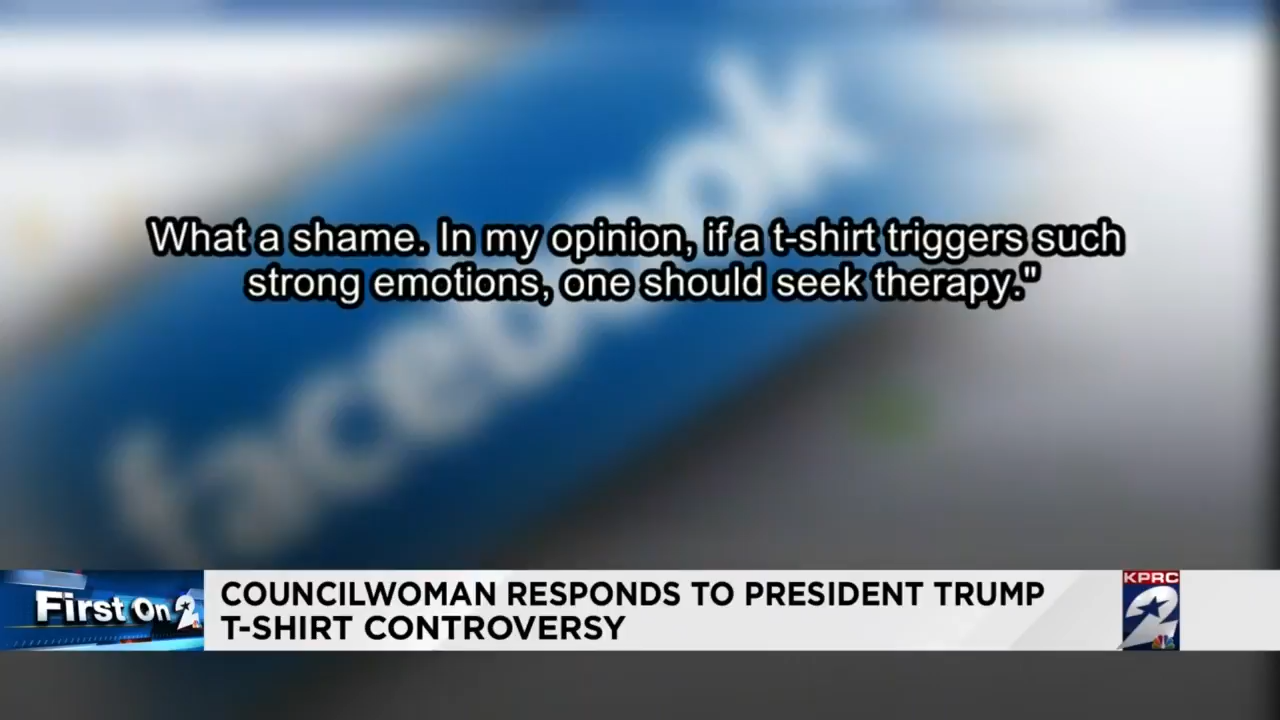 facebook
What a shame. In my opinion, if a t-shirt triggers such
strong emotions, one should seek therapy."
First On 2
COUNCILWOMAN RESPONDS TO PRESIDENT TRUMP
T-SHIRT CONTROVERSY
KPRC
2